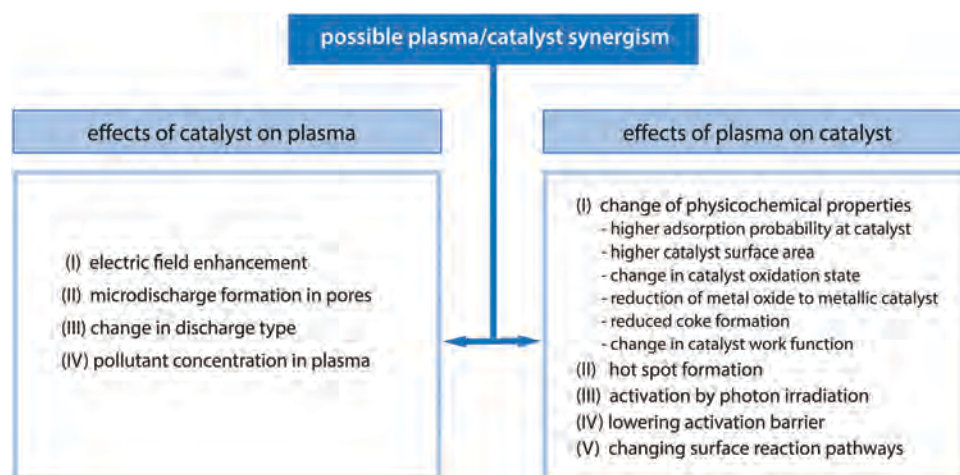 possible plasma/catalyst synergism
effects of catalyst on plasma
(I) electric field enhancement
(II) microdischarge formation in pores
(III) change in discharge type
(IV) pollutant concentration in plasma
effects of plasma on catalyst
(I) change of physicochemical properties
- higher adsorption probability at catalyst
- higher catalyst surface area
- change in catalyst oxidation state
- reduction of metal oxide to metallic catalyst
- reduced coke formation
- change in catalyst work function
(II) hot spot formation
(III) activation by photon irradiation
(IV) lowering activation barrier
(V) changing surface reaction pathways